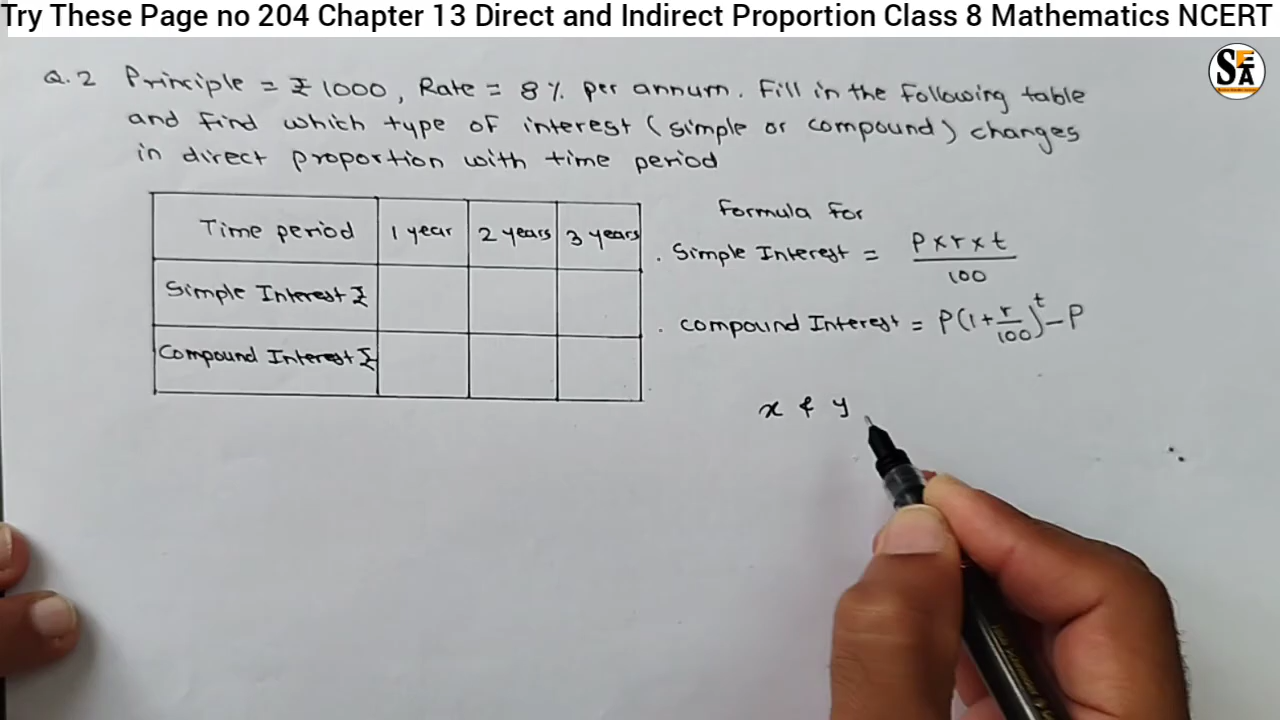 Try These Page no 204 Chapter 13 Direct and Indirect Proportion Class 8 Mathematics NCERT
SFA
Q.2 Principle = ₹ 1000, Rate = 8 % per annum. Fill in the following table
and find which type of interest (simple or compound) changes
in direct proportion with time period
Time period 1 year 2 years 3 years
Simple Interest ₹
Compound Interest ₹
Formula for
. Simple Interest = P x r x t / 100
. Compound Interest = P(1 + r/100)^t - P
x & y